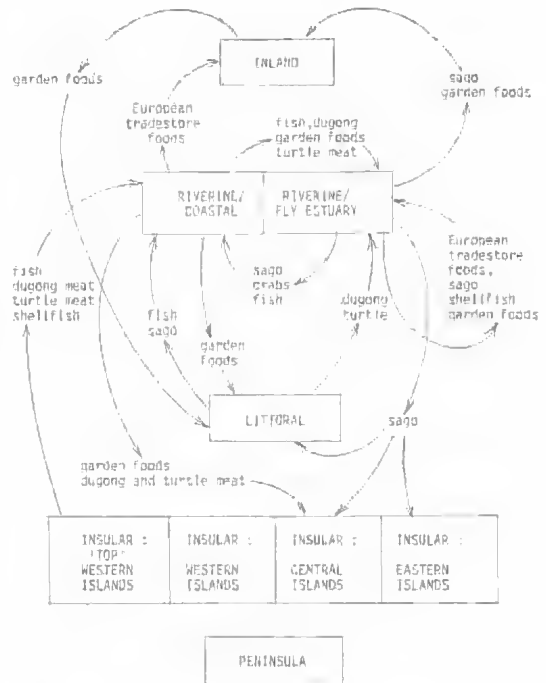 INLAND
garden foods
sago
garden foods
European
tradestore
foods
fish,dugong
garden foods
turtle meat
RIVERINE/
COASTAL
RIVERINE/
FLY ESTUARY
European
tradestore
foods,
sago
shellfish
garden foods
fish
dugong meat
turtle meat
shellfish
sago
crabs
fish
fish
sago
dugong
turtle
garden
foods
LITTORAL
sago
garden foods
dugong and turtle meat
INSULAR :
'TOP'
WESTERN
ISLANDS
INSULAR :
WESTERN
ISLANDS
INSULAR :
CENTRAL
ISLANDS
INSULAR :
EASTERN
ISLANDS
PENINSULA